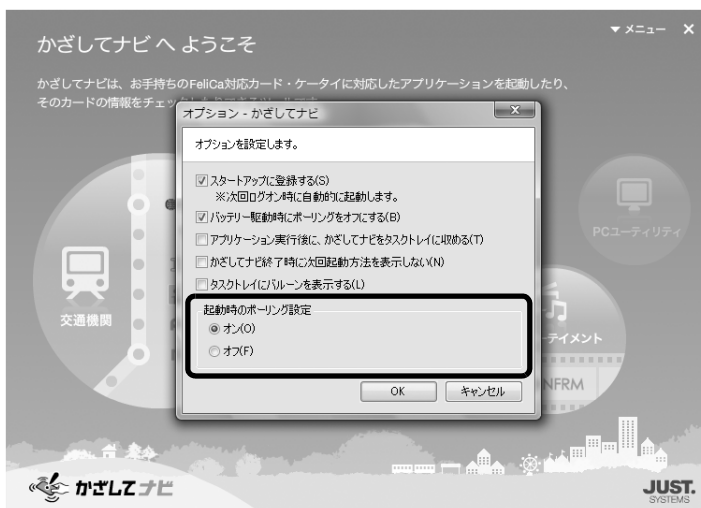 かざしてナビ へ ようこそ
▼ メニュー ×
かざしてナビは、お手持ちのFeliCa対応カード・ケータイに対応したアプリケーションを起動したり、
そのカードの情報をチェッ
オプション - かざしてナビ
オプションを設定します。
スタートアップに登録する(S)
※次回ログオン時に自動的に起動します。
バッテリー駆動時にポーリングをオフにする(B)
アプリケーション実行後に、かざしてナビをタスクトレイに収める(T)
かざしてナビ終了時に次回起動方法を表示しない(N)
タスクトレイにバルーンを表示する(L)
起動時のポーリング設定
オン(O)
オフ(F)
OK
キャンセル
交通機関
PCユーティリティ
ーテイメント
NFRM
かざしてナビ
JUST.
SYSTEMS